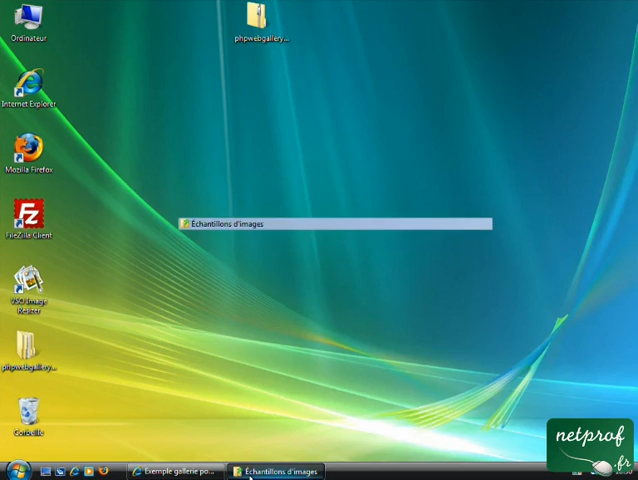 Ordinateur
phpwebgallery...
Internet Explorer
Mozilla Firefox
Échantillons d'images
FileZilla Client
VSO Image
Resizer
phpwebgallery...
Corbeille
netprof
.fr
Exemple gallerie po...
Échantillons d'images